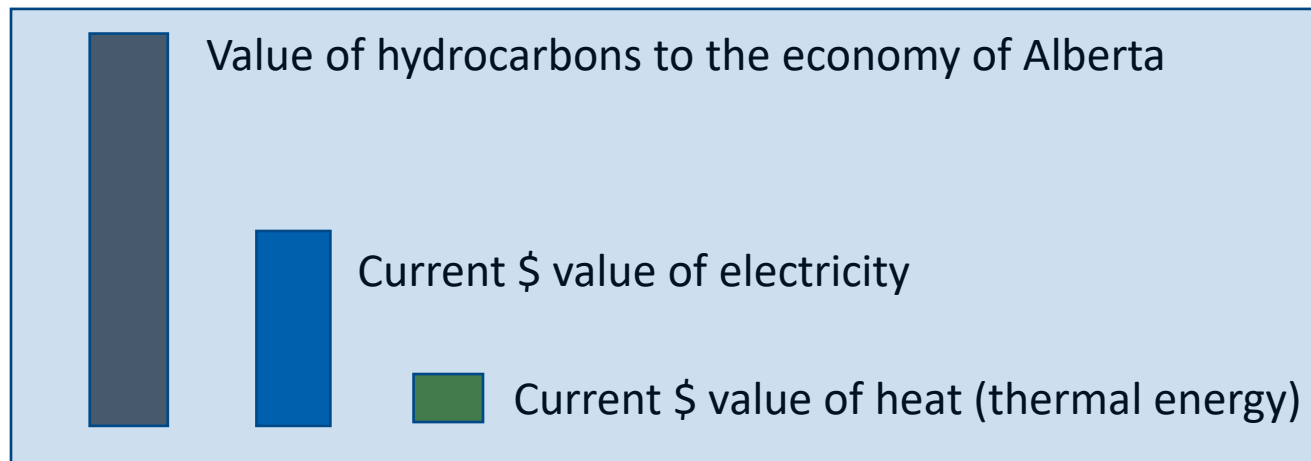 Value of hydrocarbons to the economy of Alberta
Current $ value of electricity
Current $ value of heat (thermal energy)